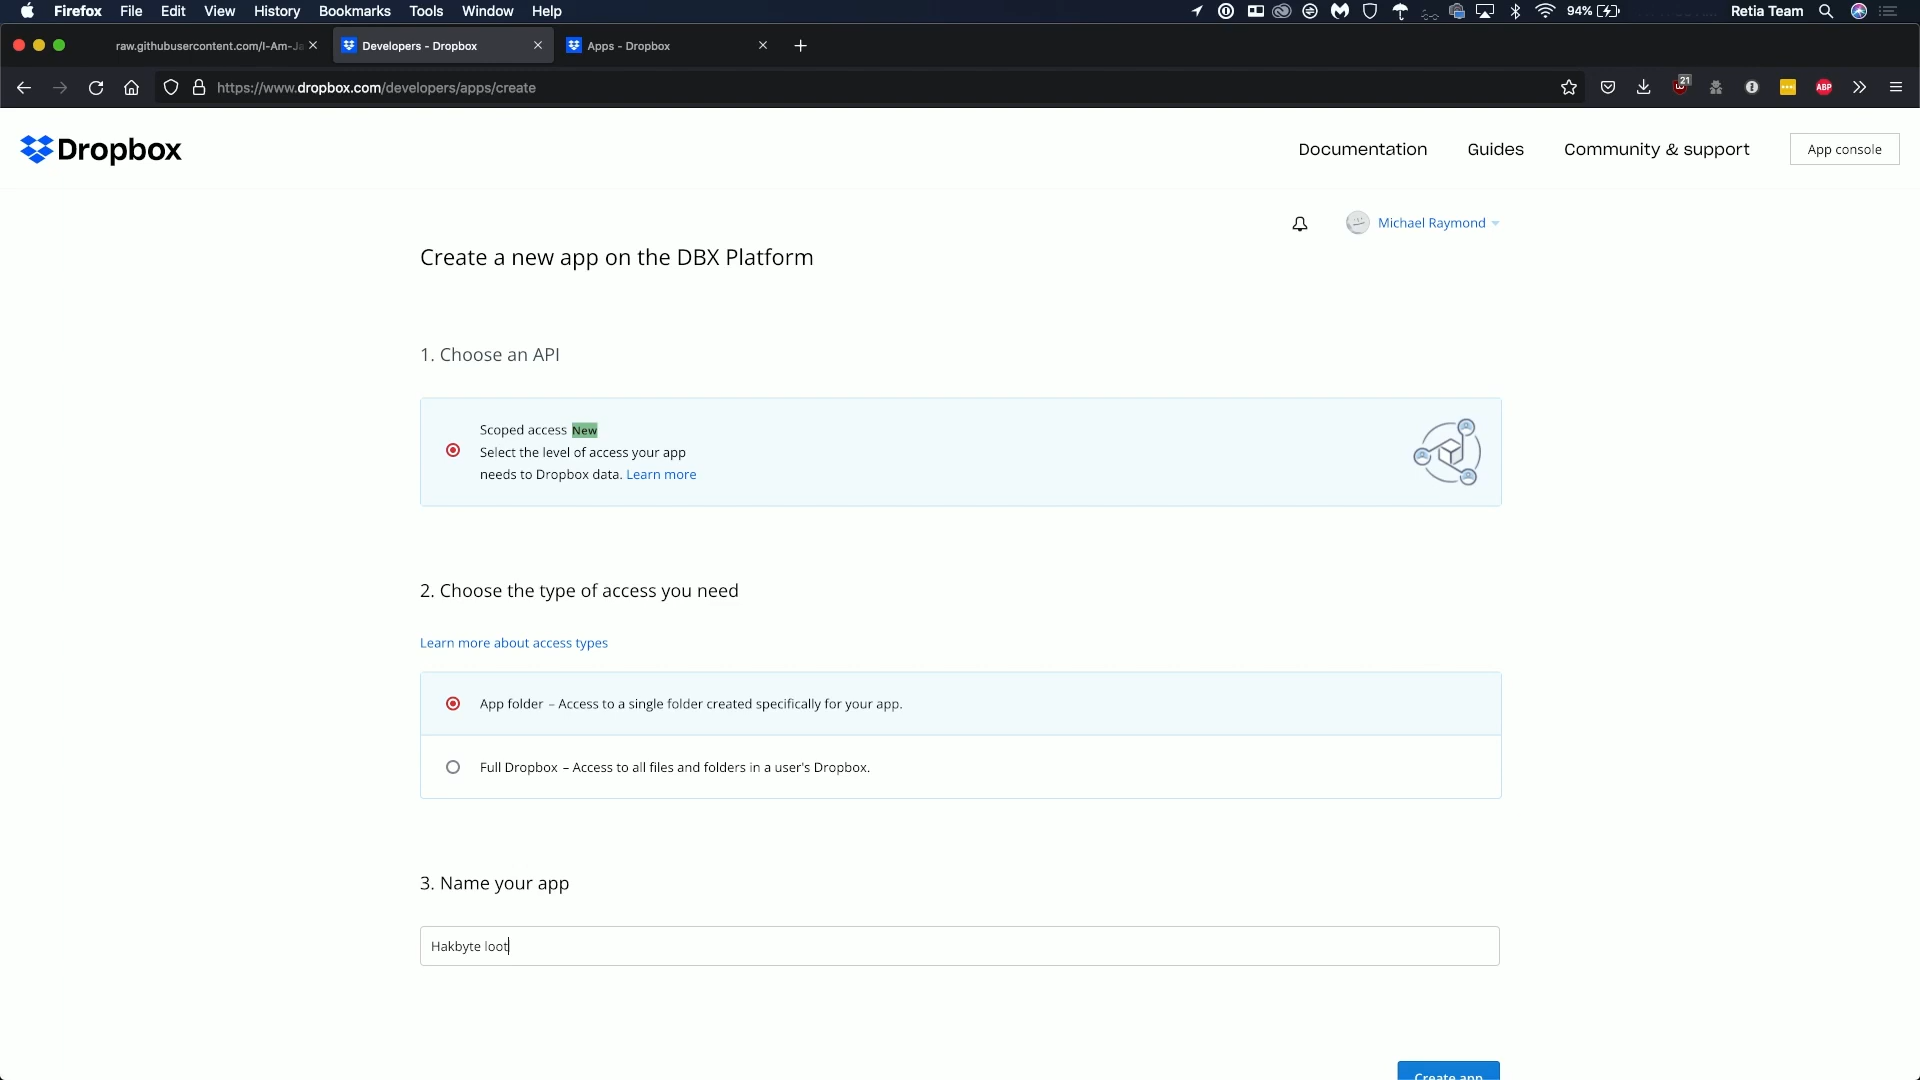 Firefox File Edit View History Bookmarks Tools Window Help 94% Retia Team
raw.githubusercontent.com/I-Am-Ja Developers - Dropbox Apps - Dropbox
https://www.dropbox.com/developers/apps/create 21 ABP
Dropbox Documentation Guides Community & support App console
Michael Raymond
Create a new app on the DBX Platform
1. Choose an API
Scoped access New
Select the level of access your app
needs to Dropbox data. Learn more
2. Choose the type of access you need
Learn more about access types
App folder – Access to a single folder created specifically for your app.
Full Dropbox – Access to all files and folders in a user's Dropbox.
3. Name your app
Hakbyte loot
Create app